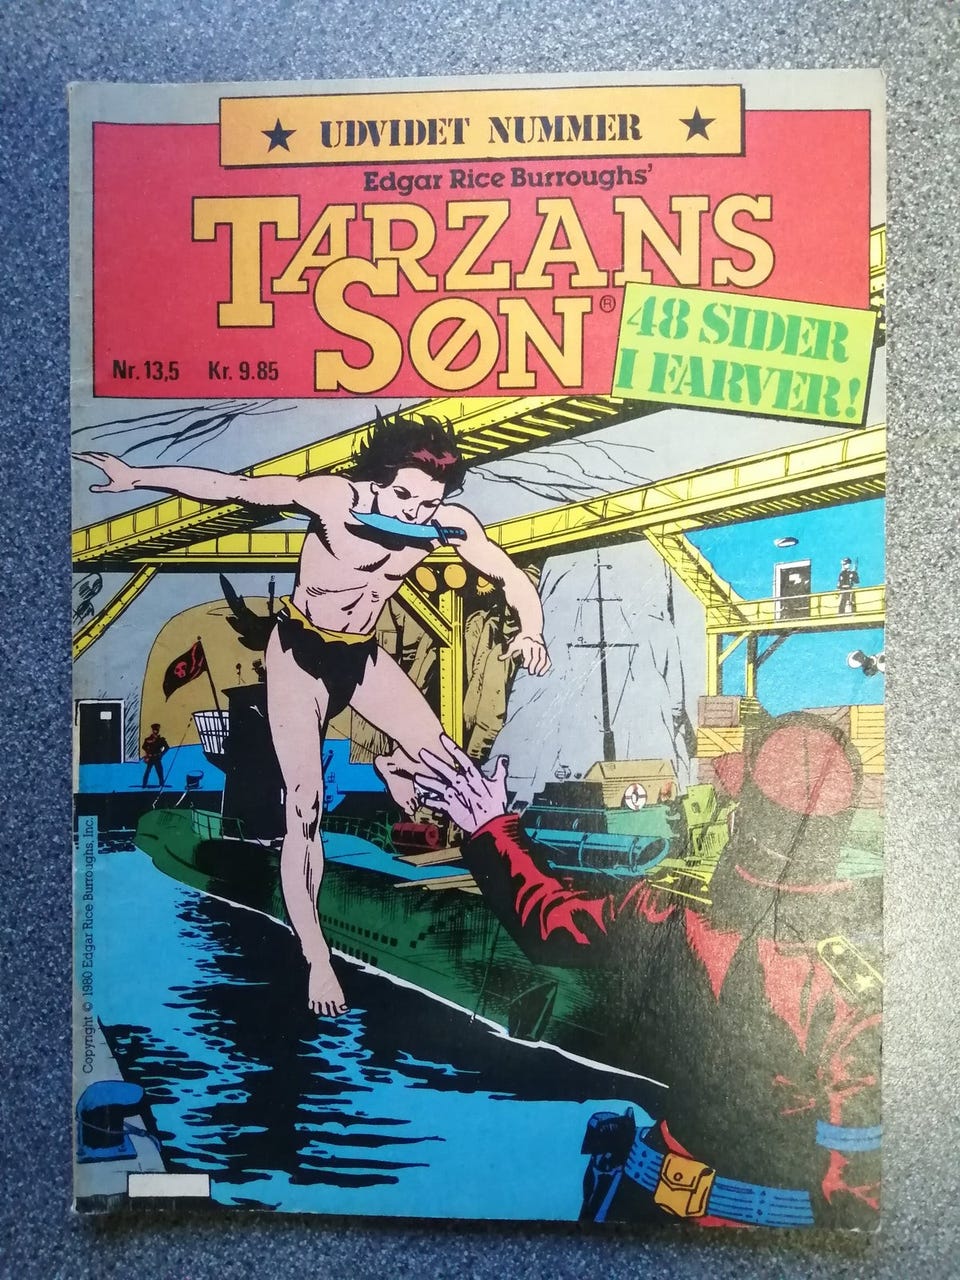 ★ UDVIDET NUMMER ★
Edgar Rice Burroughs'
TARZANS
SØN®
48 SIDER
I FARVER!
Nr. 13,5 Kr. 9.85
Copyright © 1980 Edgar Rice Burroughs, Inc.